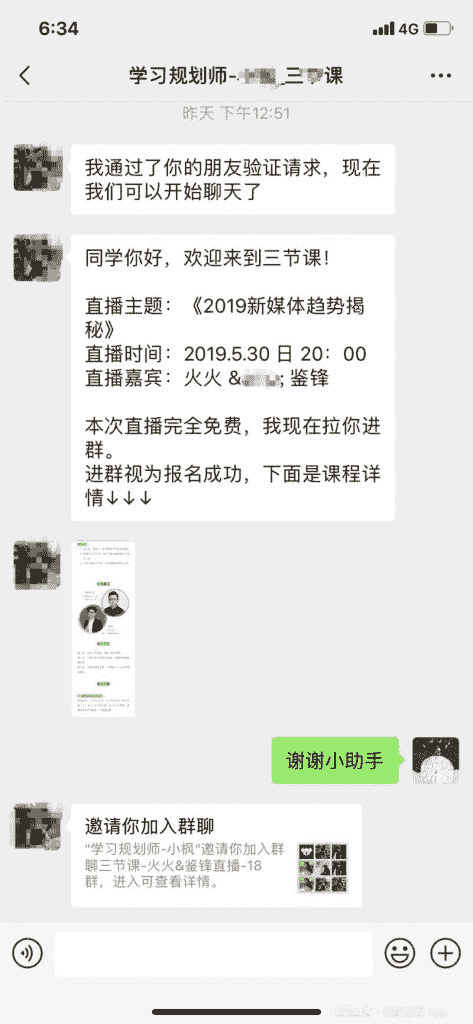 6:34
4G
学习规划师-
三节课
昨天 下午12:51
我通过了你的朋友验证请求，现在
我们可以开始聊天了
同学你好，欢迎来到三节课！
直播主题：《2019新媒体趋势揭
秘》
直播时间：2019.5.30 日 20：00
直播嘉宾：火火 &
; 鉴锋
本次直播完全免费，我现在拉你进
群。
进群视为报名成功，下面是课程详
情↓↓↓
谢谢小助手
邀请你加入群聊
"学习规划师-小枫"邀请你加入群
聊三节课-火火&鉴锋直播-18
群，进入可查看详情。